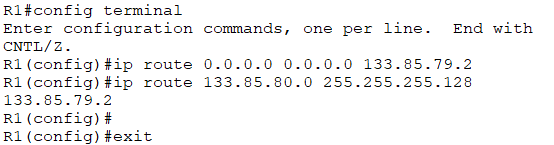 R1#config terminal
Enter configuration commands, one per line.  End with
CNTL/Z.
R1(config)#ip route 0.0.0.0 0.0.0.0 133.85.79.2
R1(config)#ip route 133.85.80.0 255.255.255.128
133.85.79.2
R1(config)#
R1(config)#exit